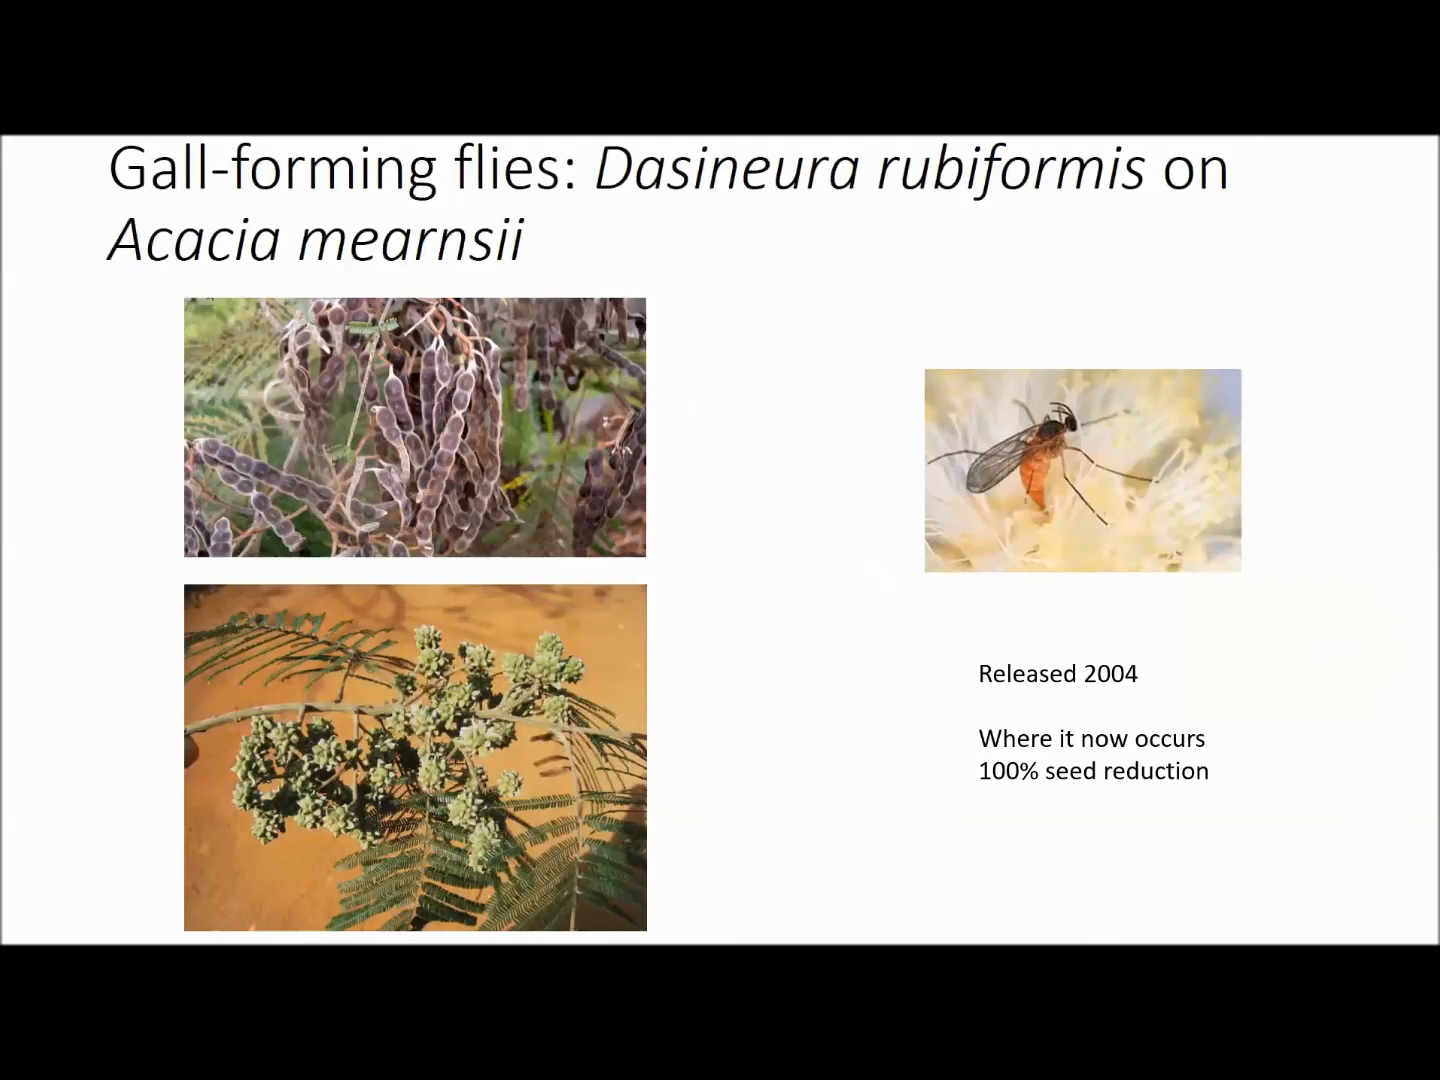 Gall-forming flies: Dasineura rubiformis on
Acacia mearnsii
Released 2004
Where it now occurs
100% seed reduction